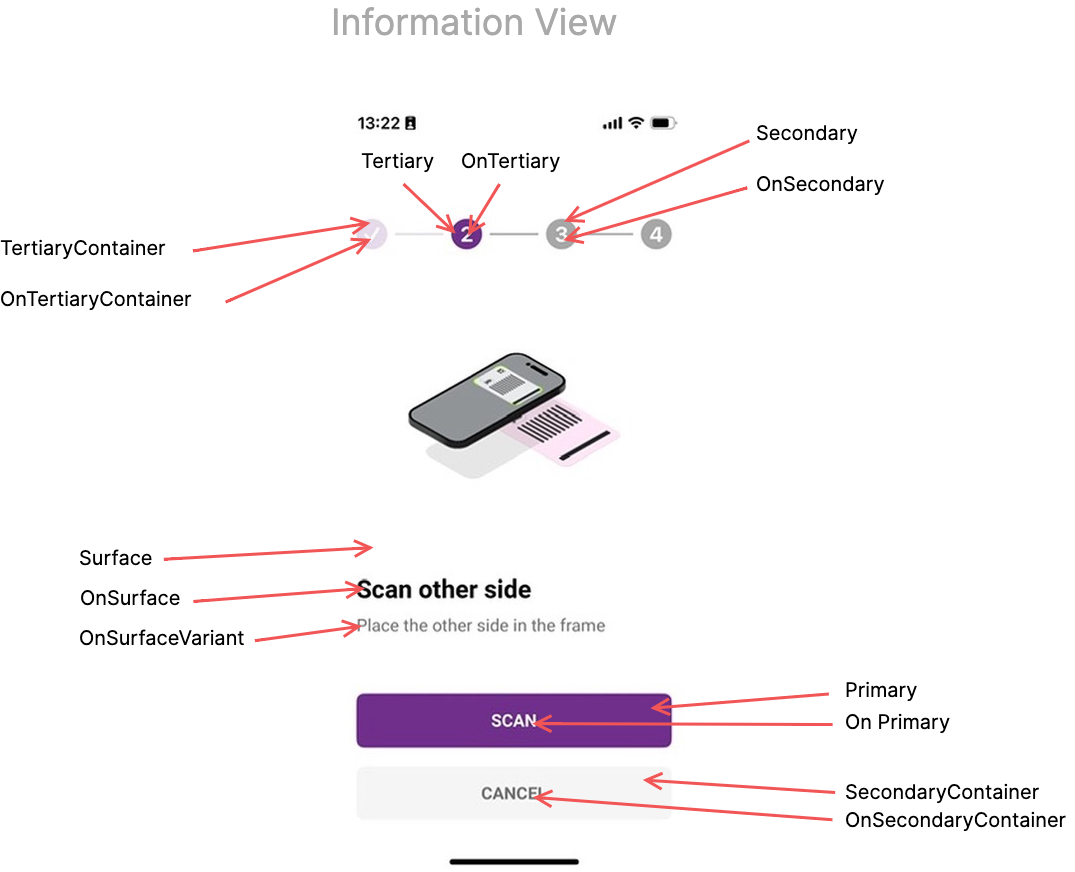 Information View
13:22
Secondary
Tertiary OnTertiary
OnSecondary
2 3 4
TertiaryContainer
OnTertiaryContainer
Surface
Scan other side
OnSurface
Place the other side in the frame
OnSurfaceVariant
Primary
SCAN
On Primary
SecondaryContainer
CANCEL
OnSecondaryContainer